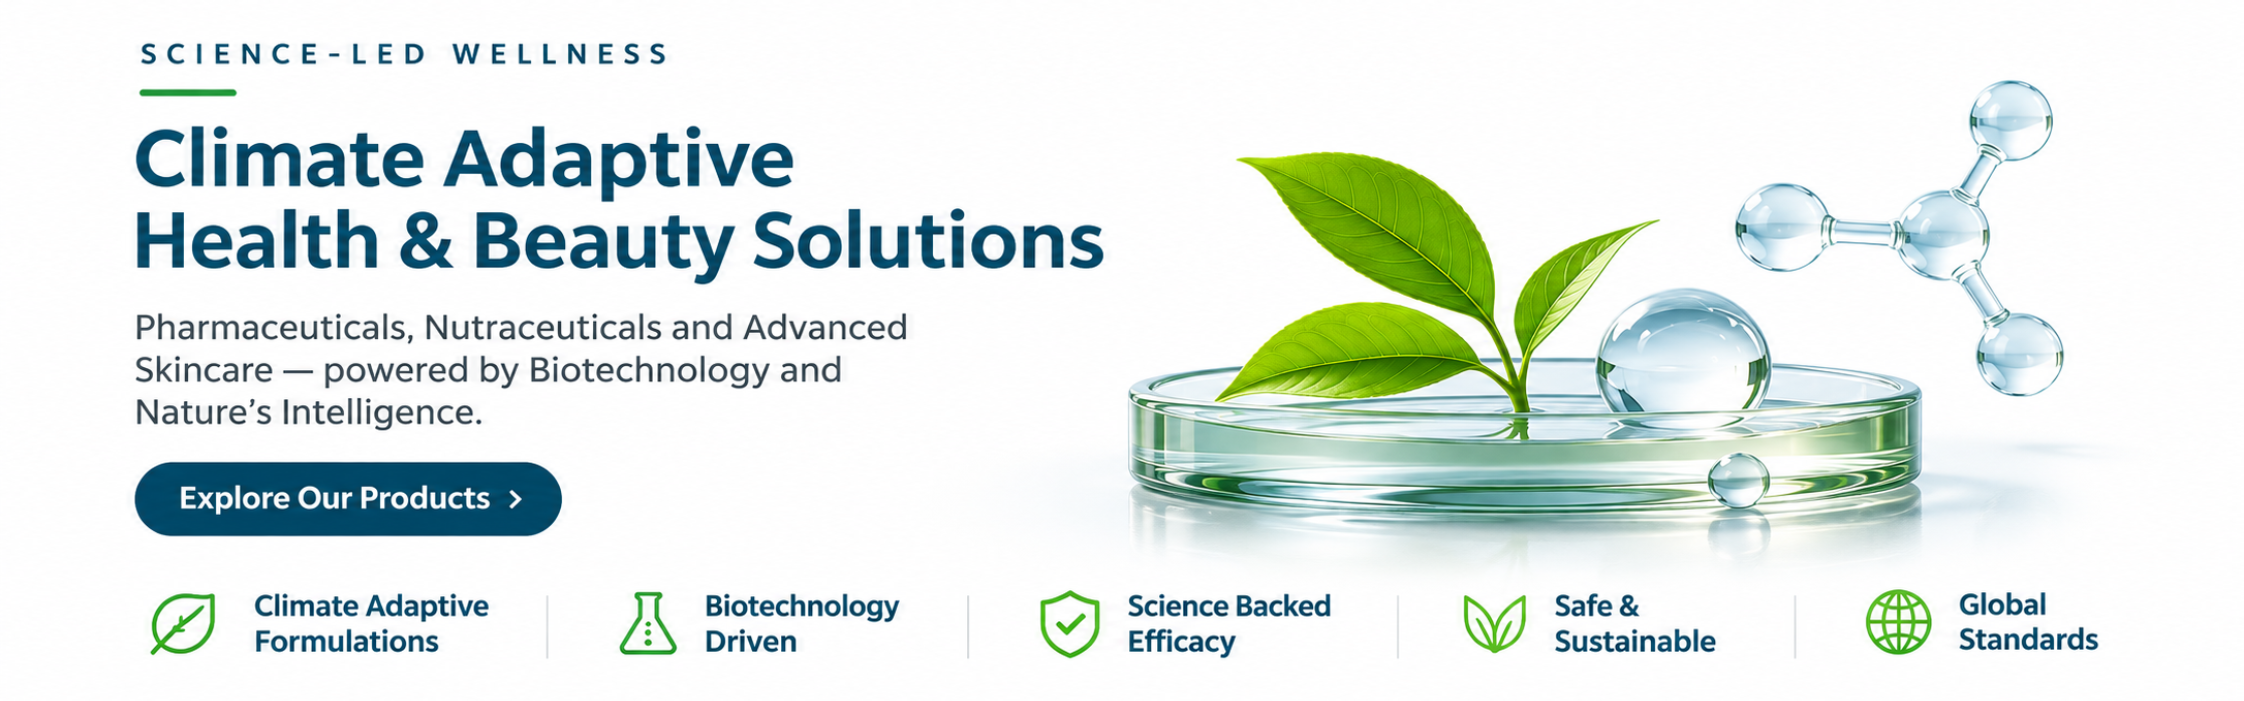 SCIENCE-LED WELLNESS
Climate Adaptive
Health & Beauty Solutions
Pharmaceuticals, Nutraceuticals and Advanced
Skincare — powered by Biotechnology and
Nature’s Intelligence.
Explore Our Products ›
Climate Adaptive
Formulations
Biotechnology
Driven
Science Backed
Efficacy
Safe &
Sustainable
Global
Standards